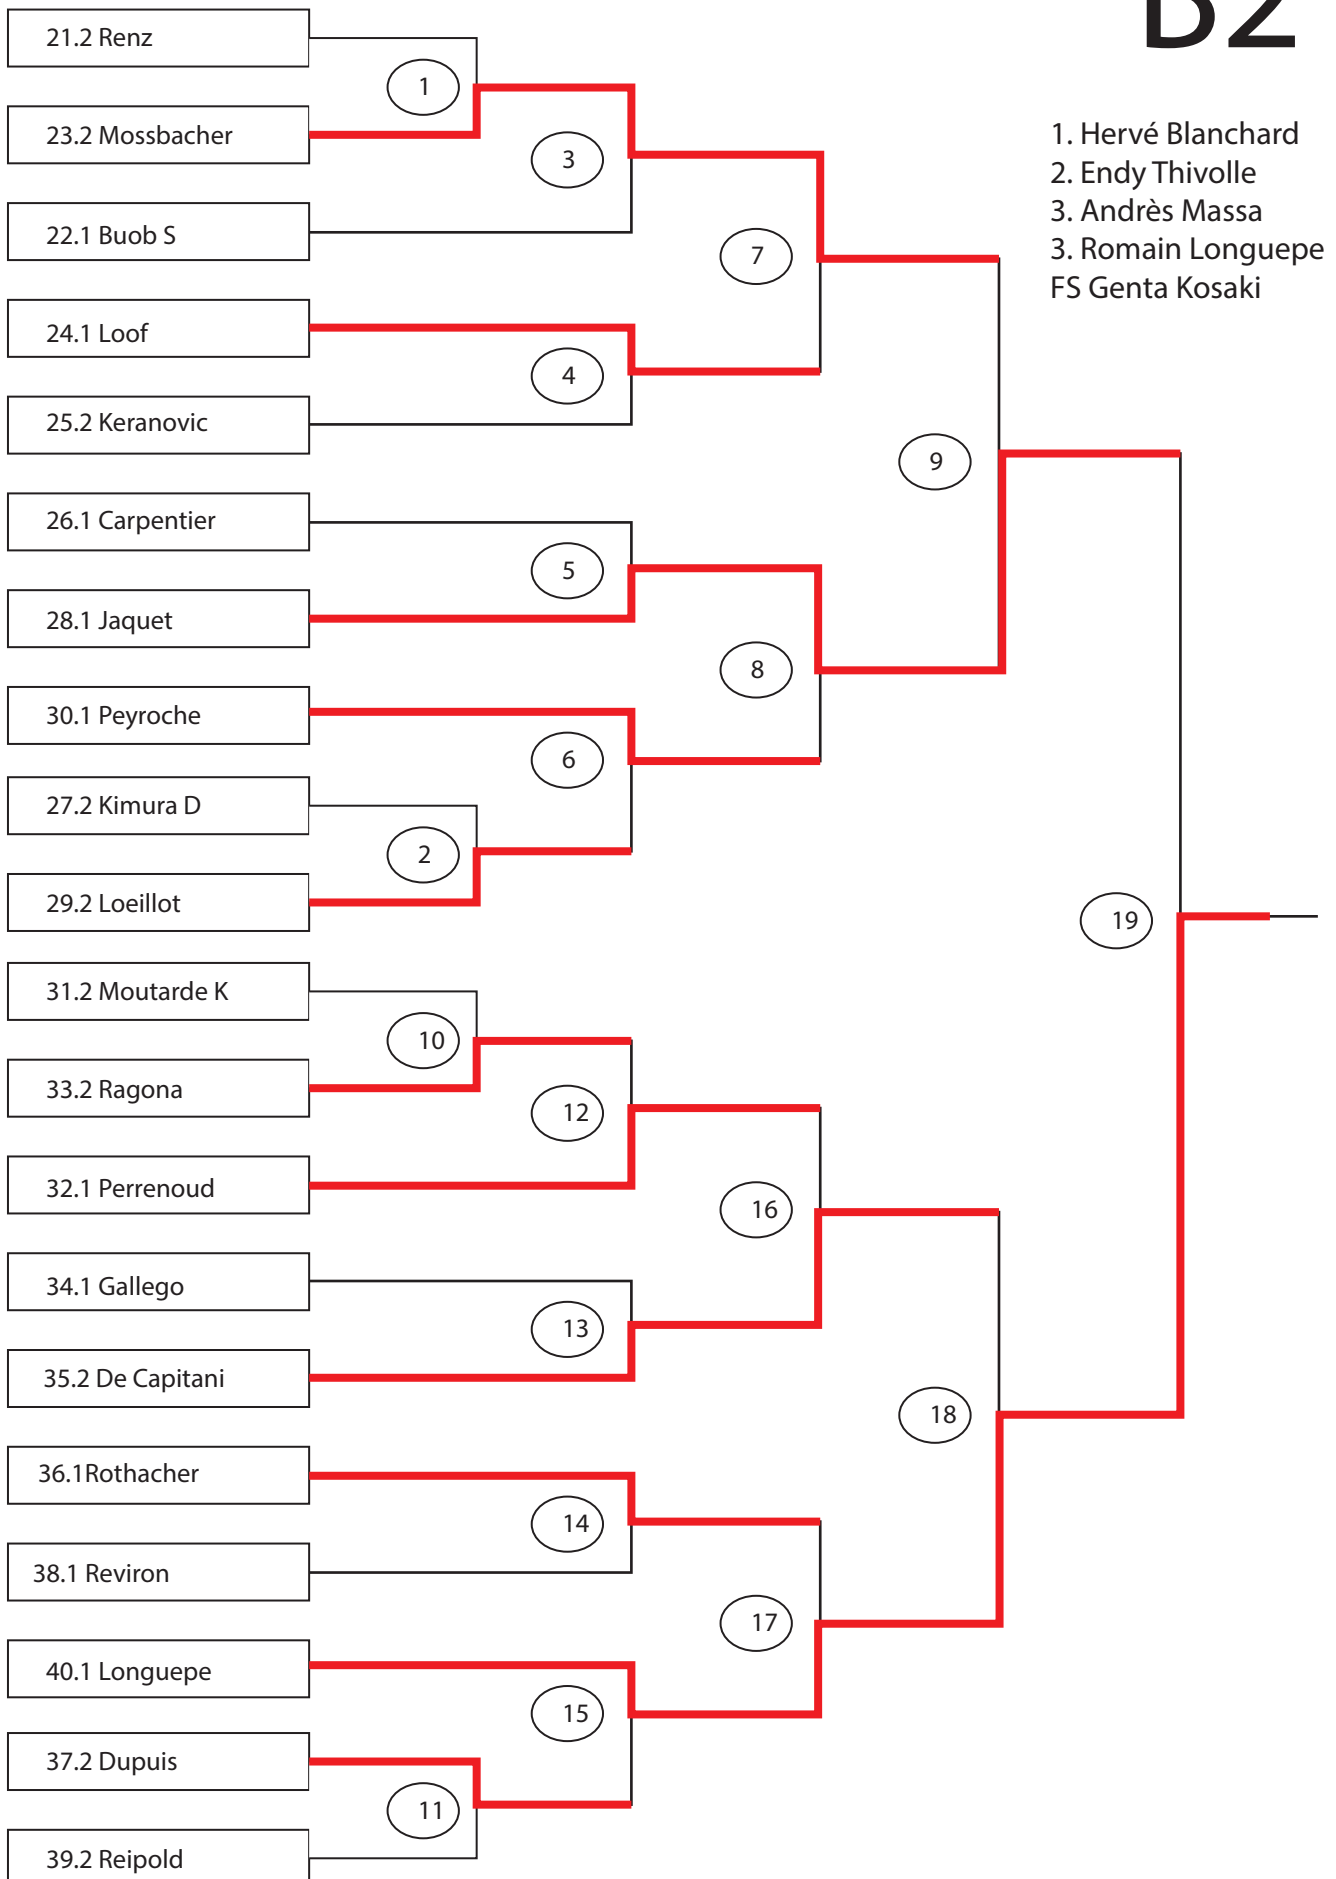 B2
1. Hervé Blanchard
2. Endy Thivolle
3. Andrès Massa
3. Romain Longuepe
FS Genta Kosaki
21.2 Renz
1
23.2 Mossbacher
3
22.1 Buob S
7
24.1 Loof
4
25.2 Keranovic
9
26.1 Carpentier
5
28.1 Jaquet
8
30.1 Peyroche
6
27.2 Kimura D
2
29.2 Loeillot
19
31.2 Moutarde K
10
33.2 Ragona
12
32.1 Perrenoud
16
34.1 Gallego
13
35.2 De Capitani
18
36.1Rothacher
14
38.1 Reviron
17
40.1 Longuepe
15
37.2 Dupuis
11
39.2 Reipold